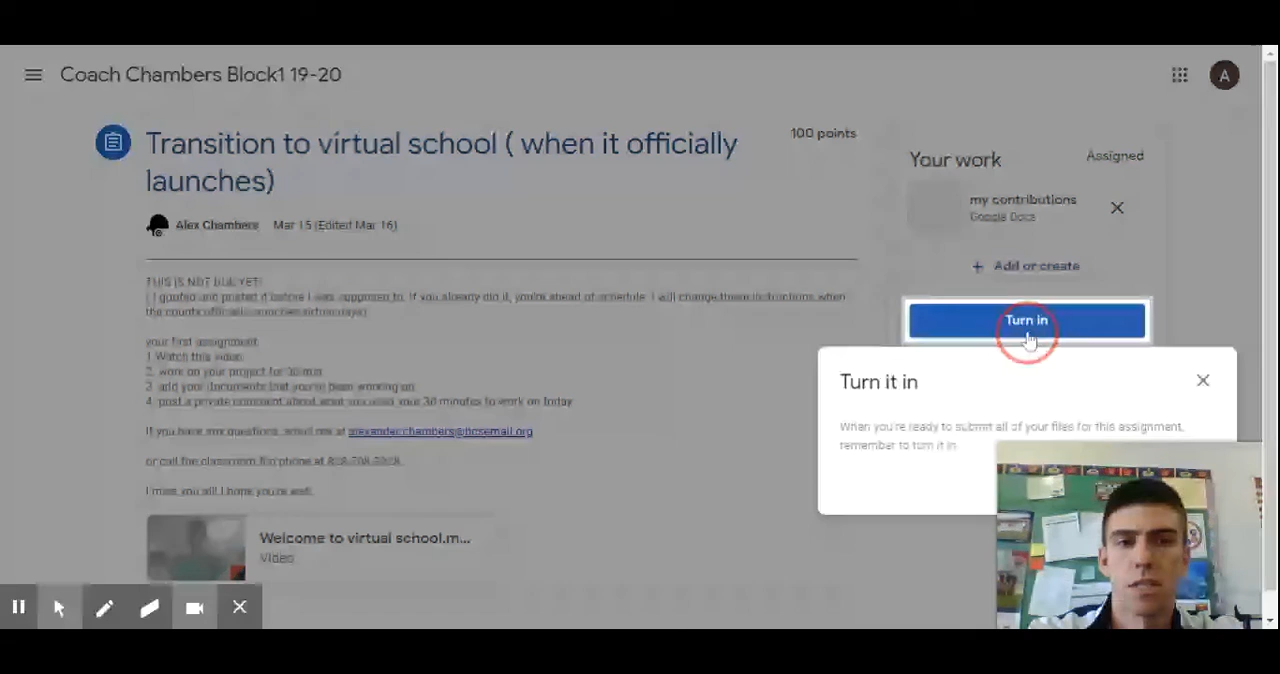 Coach Chambers Block1 19-20
A
Transition to virtual school ( when it officially
launches)
100 points
Alex Chambers Mar 15 (Edited Mar 16)
THIS IS NOT DUE YET!
( I goofed and posted it before I was supposed to. If you already did it, you're ahead of schedule. I will change these instructions when
the county officially launches virtual days)
your first assignment
1 Watch this video
2. work on your project for 30 min
3. add your documents that you've been working on
4. post a private comment about what you used your 30 minutes to work on today
If you have any questions, email me at alexander.chambers@hcsemail.org
or call the classroom flip phone at
I miss you all! I hope you're well.
Welcome to virtual school.m...
Video
Your work
Assigned
my contributions
Google Docs
+ Add or create
Turn in
Turn it in
When you're ready to submit all of your files for this assignment,
remember to turn it in